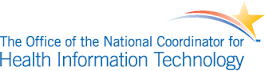 The Office of the National Coordinator for
Health Information Technology